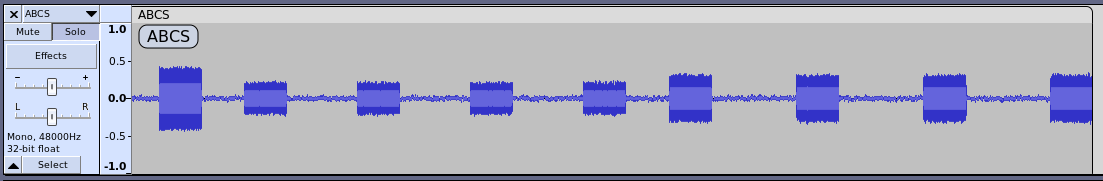 × ABCS
Mute Solo
Effects
- +
L R
Mono, 48000Hz
32-bit float
Select
1.0
0.5-
0.0-
-0.5-
-1.0
ABCS
ABCS